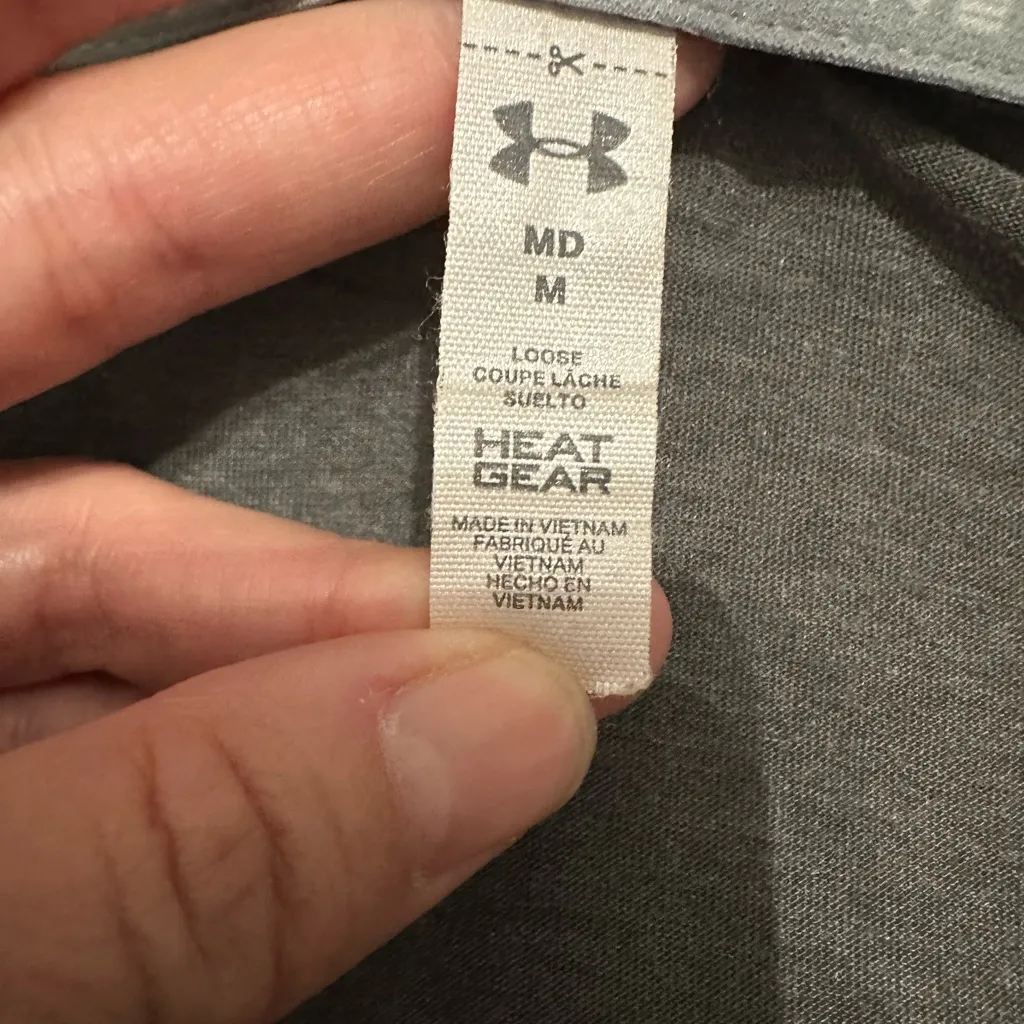 MD
M
LOOSE
COUPE LÂCHE
SUELTO
HEAT
GEAR
MADE IN VIETNAM
FABRIQUÉ AU
VIETNAM
HECHO EN
VIETNAM